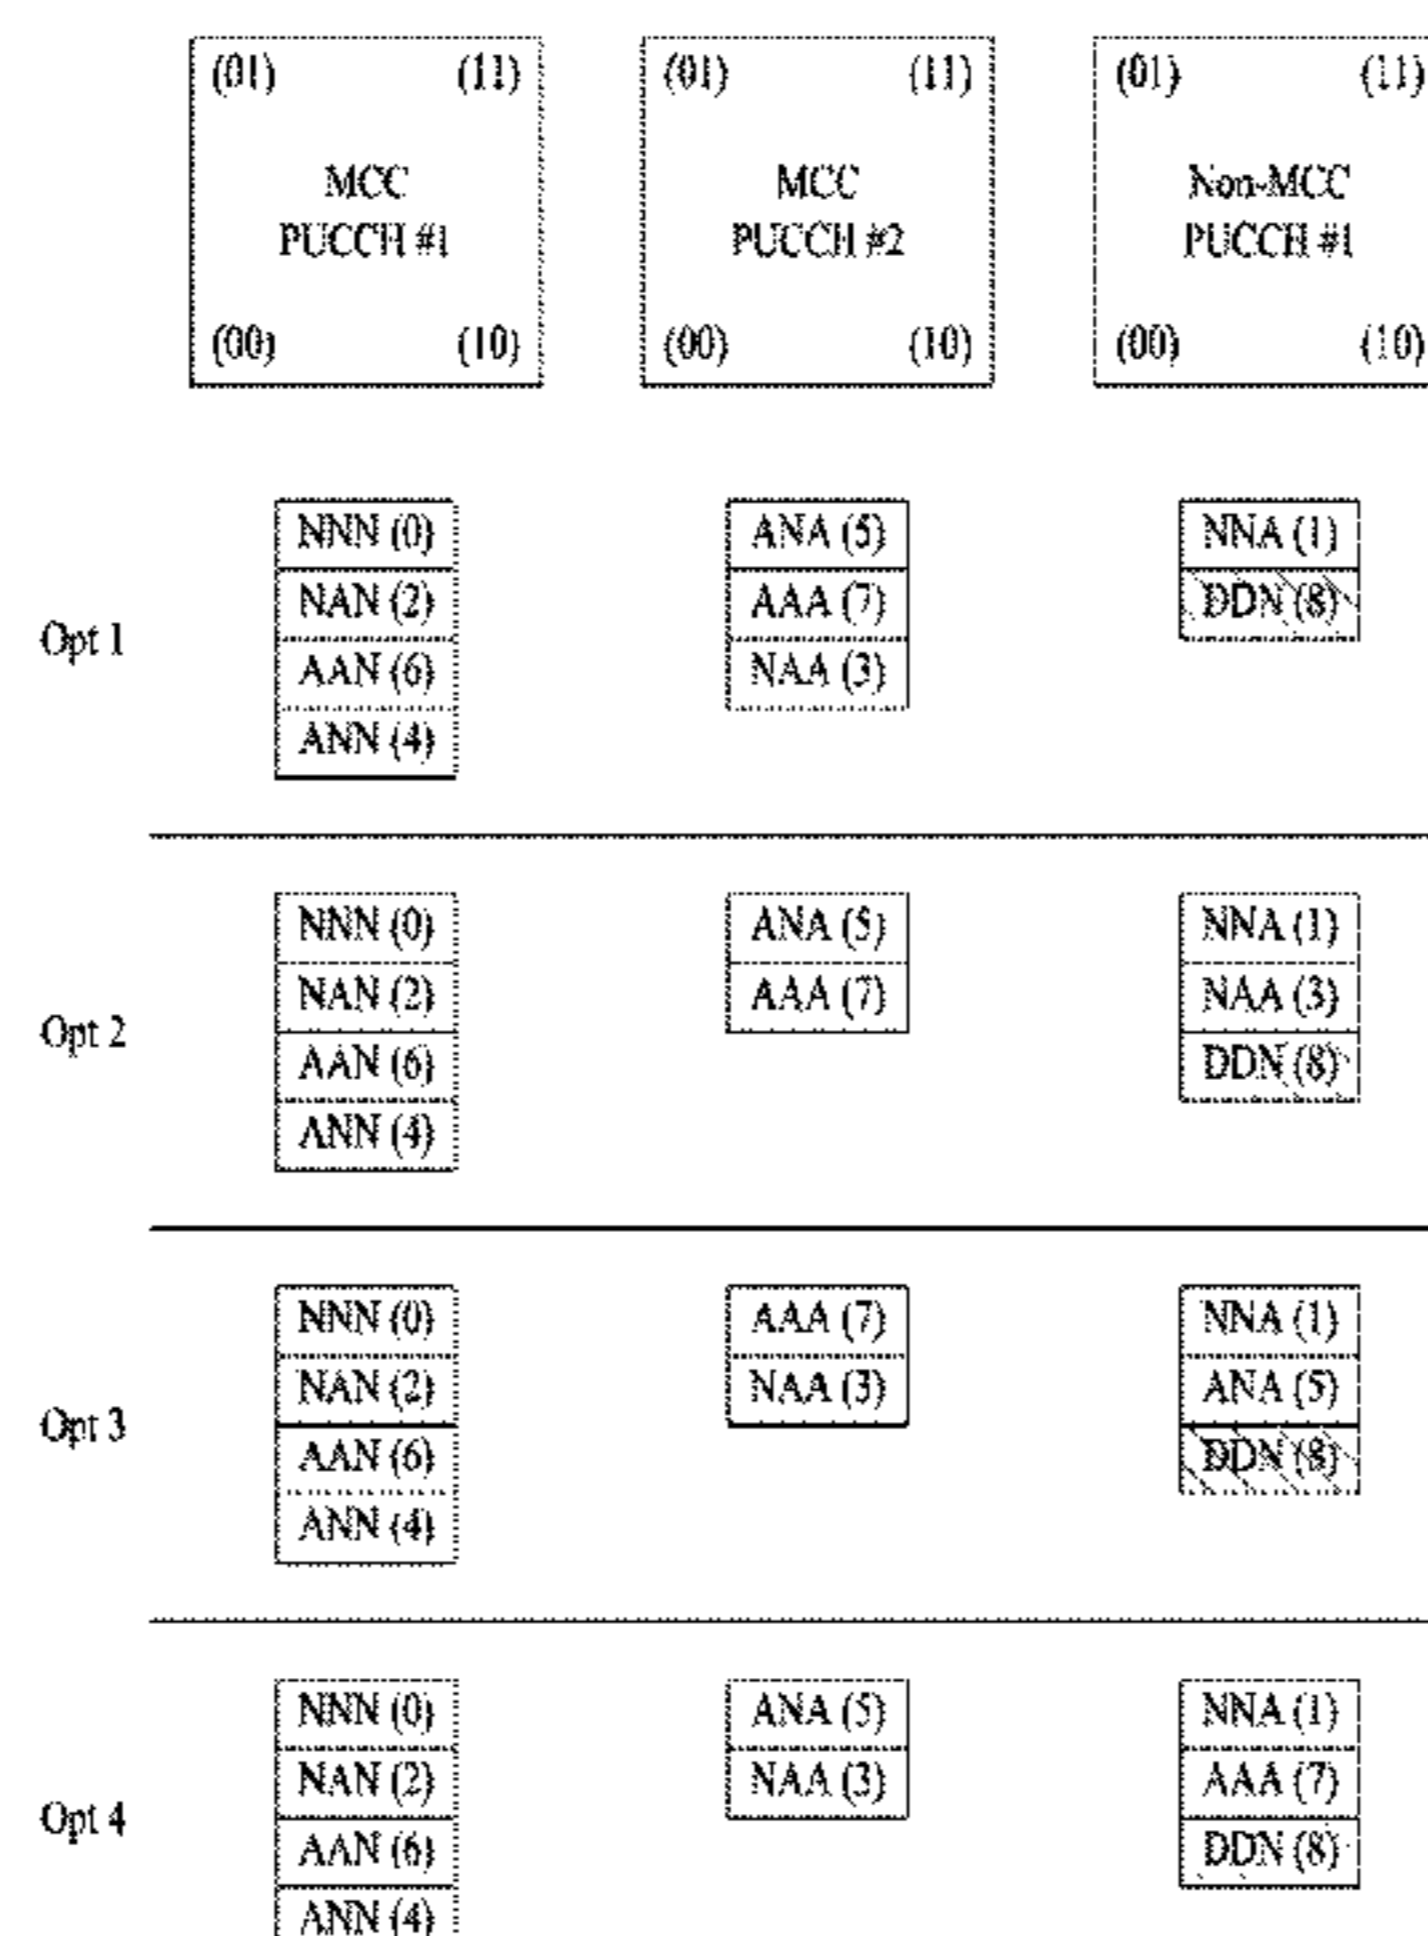 (01) (11) (01) (11) (01) (11)
MCC MCC Non-MCC
PUCCH #1 PUCCH #2 PUCCH #1
(00) (10) (00) (10) (00) (10)
NNN (0) ANA (5) NNA (1)
NAN (2) AAA (7) DDN (8)
Opt 1
AAN (6) NAA (3)
ANN (4)
NNN (0) ANA (5) NNA (1)
NAN (2) AAA (7) NAA (3)
Opt 2
AAN (6) DDN (8)
ANN (4)
NNN (0) AAA (7) NNA (1)
NAN (2) NAA (3) ANA (5)
Opt 3
AAN (6) DDN (8)
ANN (4)
NNN (0) ANA (5) NNA (1)
NAN (2) NAA (3) AAA (7)
Opt 4
AAN (6) DDN (8)
ANN (4)